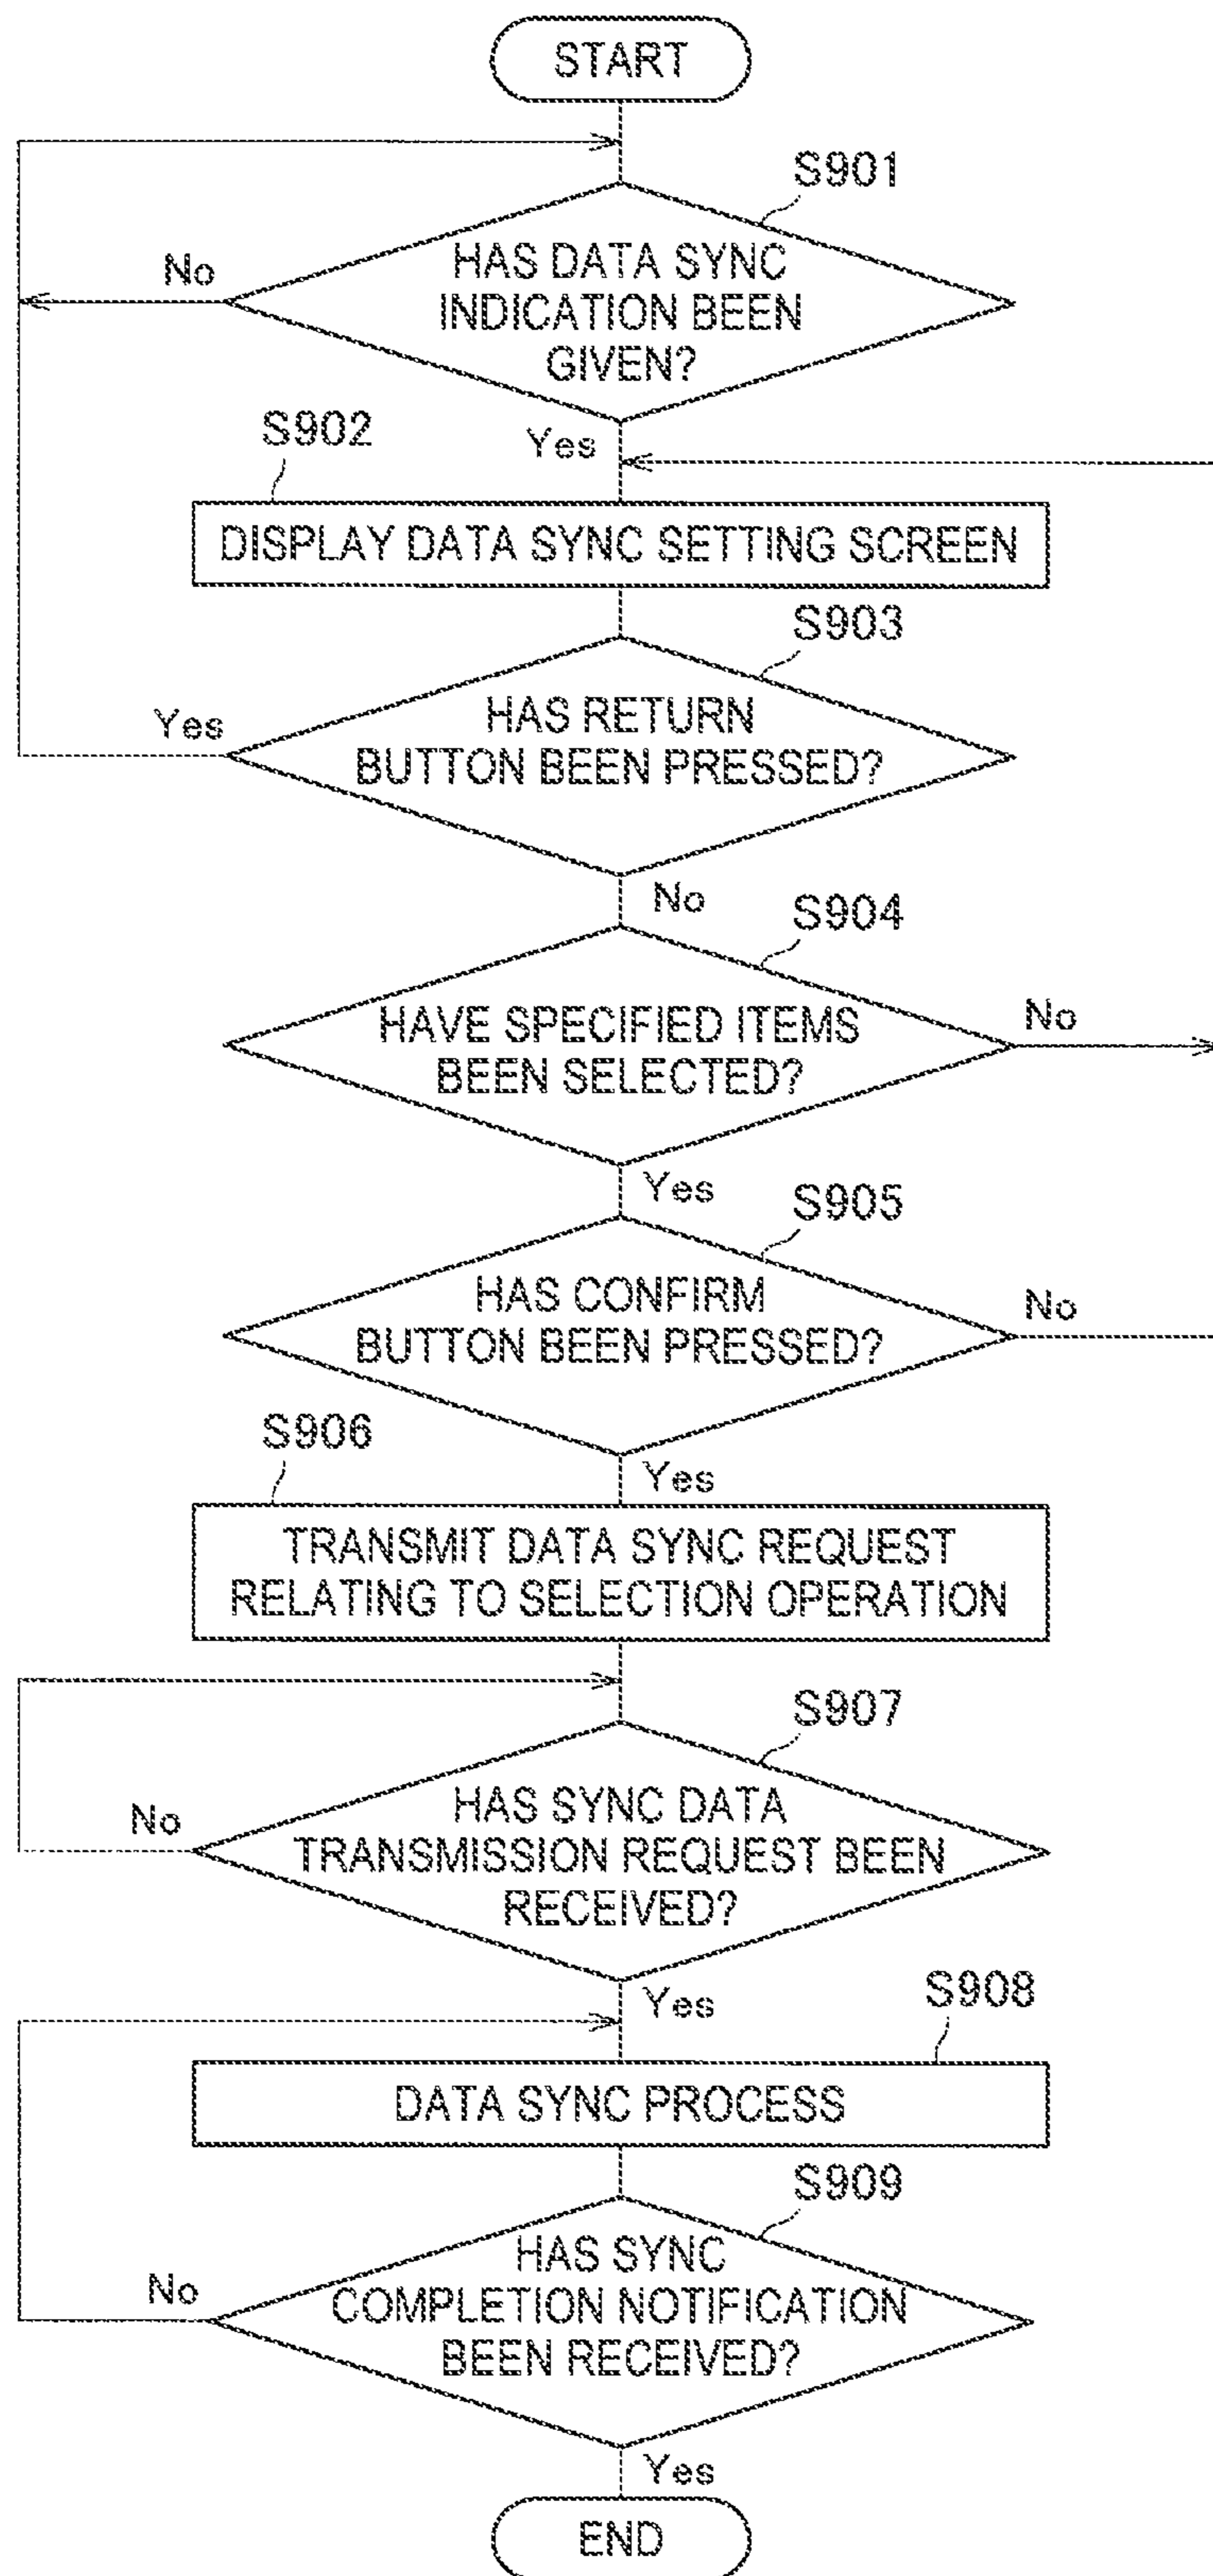 START
S901
HAS DATA SYNC
INDICATION BEEN
GIVEN?
No
Yes
S902
DISPLAY DATA SYNC SETTING SCREEN
S903
HAS RETURN
BUTTON BEEN PRESSED?
Yes
No
S904
HAVE SPECIFIED ITEMS
BEEN SELECTED?
No
Yes
S905
HAS CONFIRM
BUTTON BEEN PRESSED?
No
Yes
S906
TRANSMIT DATA SYNC REQUEST
RELATING TO SELECTION OPERATION
S907
HAS SYNC DATA
TRANSMISSION REQUEST BEEN
RECEIVED?
No
Yes
S908
DATA SYNC PROCESS
S909
HAS SYNC
COMPLETION NOTIFICATION
BEEN RECEIVED?
No
Yes
END